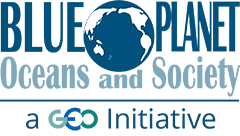 BLUE PLANET
Oceans and Society
a GEO Initiative